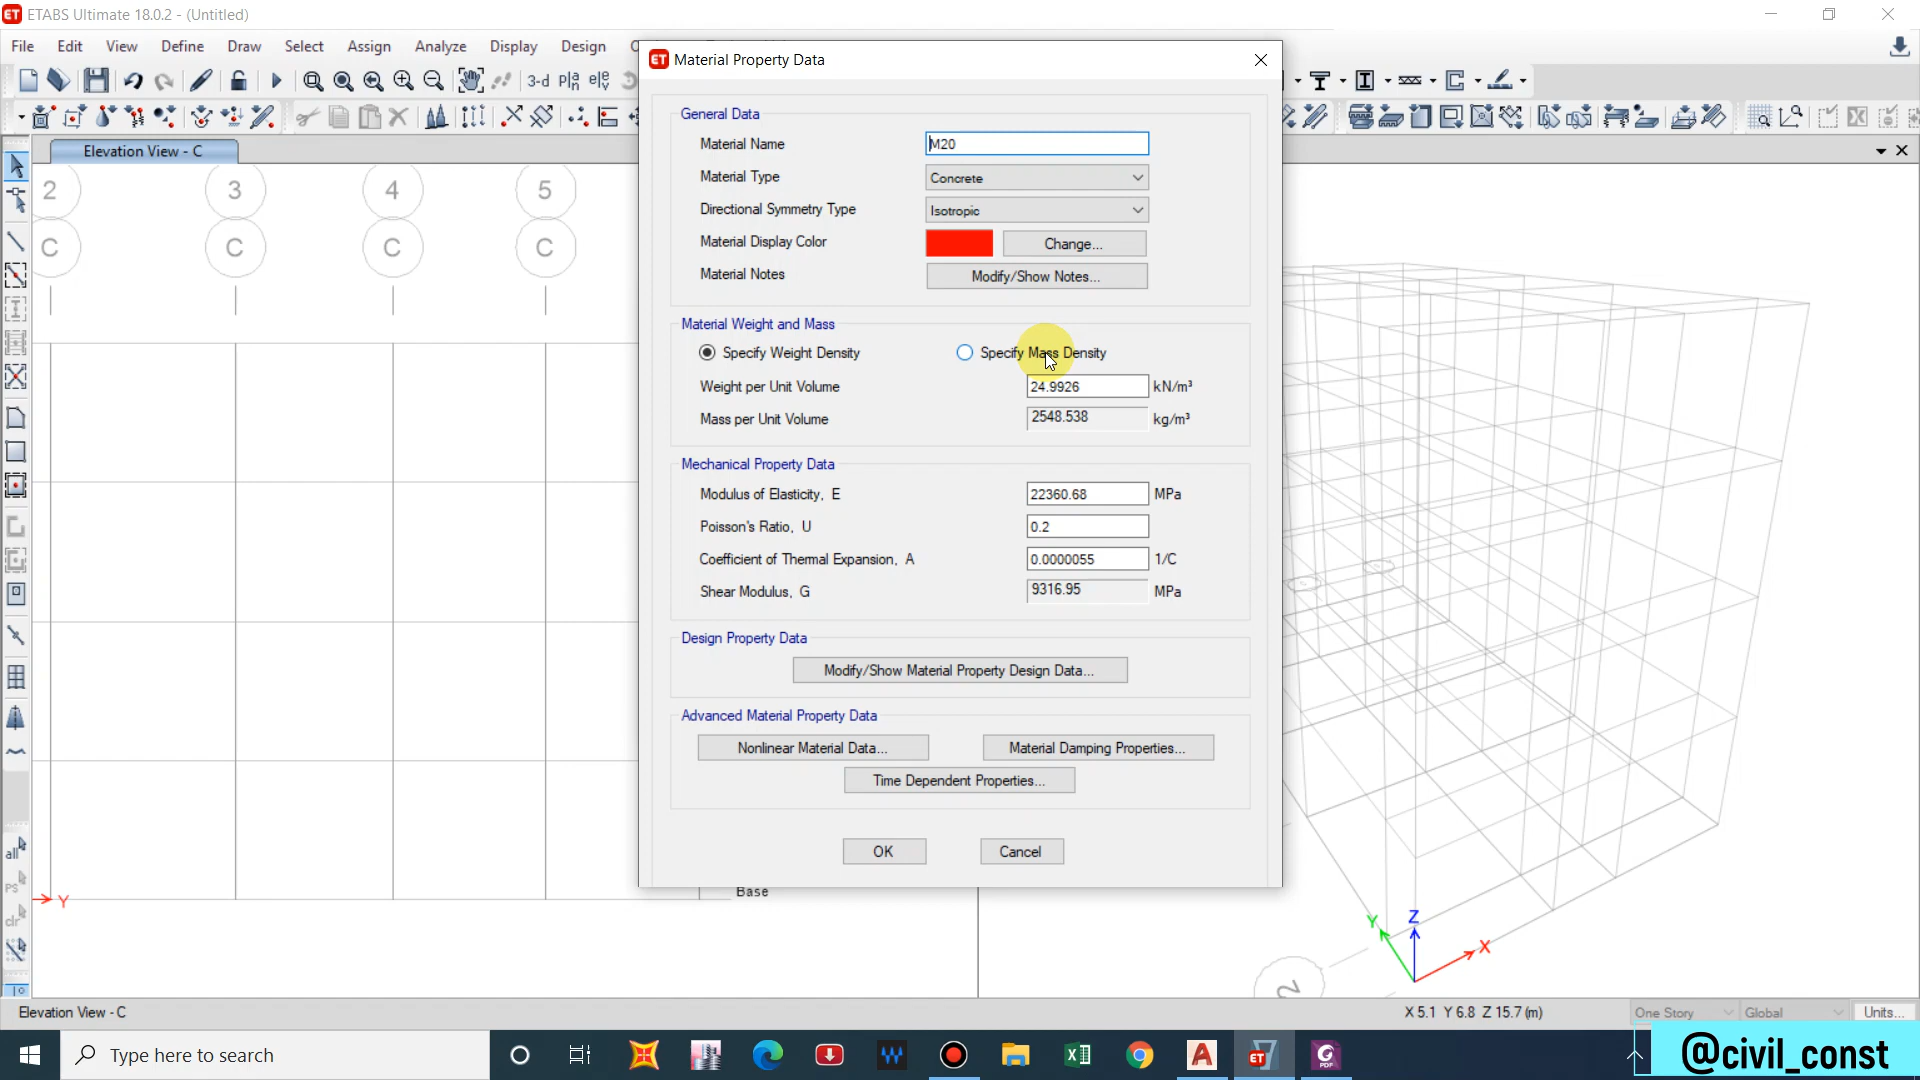 ETABS Ultimate 18.0.2 - (Untitled)
File Edit View Define Draw Select Assign Analyze Display Design
Material Property Data
3-d
Elevation View - C
2 3 4 5
C C C C
General Data
Material Name M20
Material Type Concrete
Directional Symmetry Type Isotropic
Material Display Color Change...
Material Notes Modify/Show Notes...
Material Weight and Mass
Specify Weight Density Specify Mass Density
Weight per Unit Volume 24.9926 kN/m³
Mass per Unit Volume 2548.538 kg/m³
Mechanical Property Data
Modulus of Elasticity, E 22360.68 MPa
Poisson's Ratio, U 0.2
Coefficient of Thermal Expansion, A 0.0000055 1/C
Shear Modulus, G 9316.95 MPa
Design Property Data
Modify/Show Material Property Design Data...
Advanced Material Property Data
Nonlinear Material Data... Material Damping Properties...
Time Dependent Properties...
OK Cancel
all
PS
clr
Base
Y
Y Z X
2
Elevation View - C
X 5.1 Y 6.8 Z 15.7 (m)
One Story Global Units...
Type here to search
@civil_const